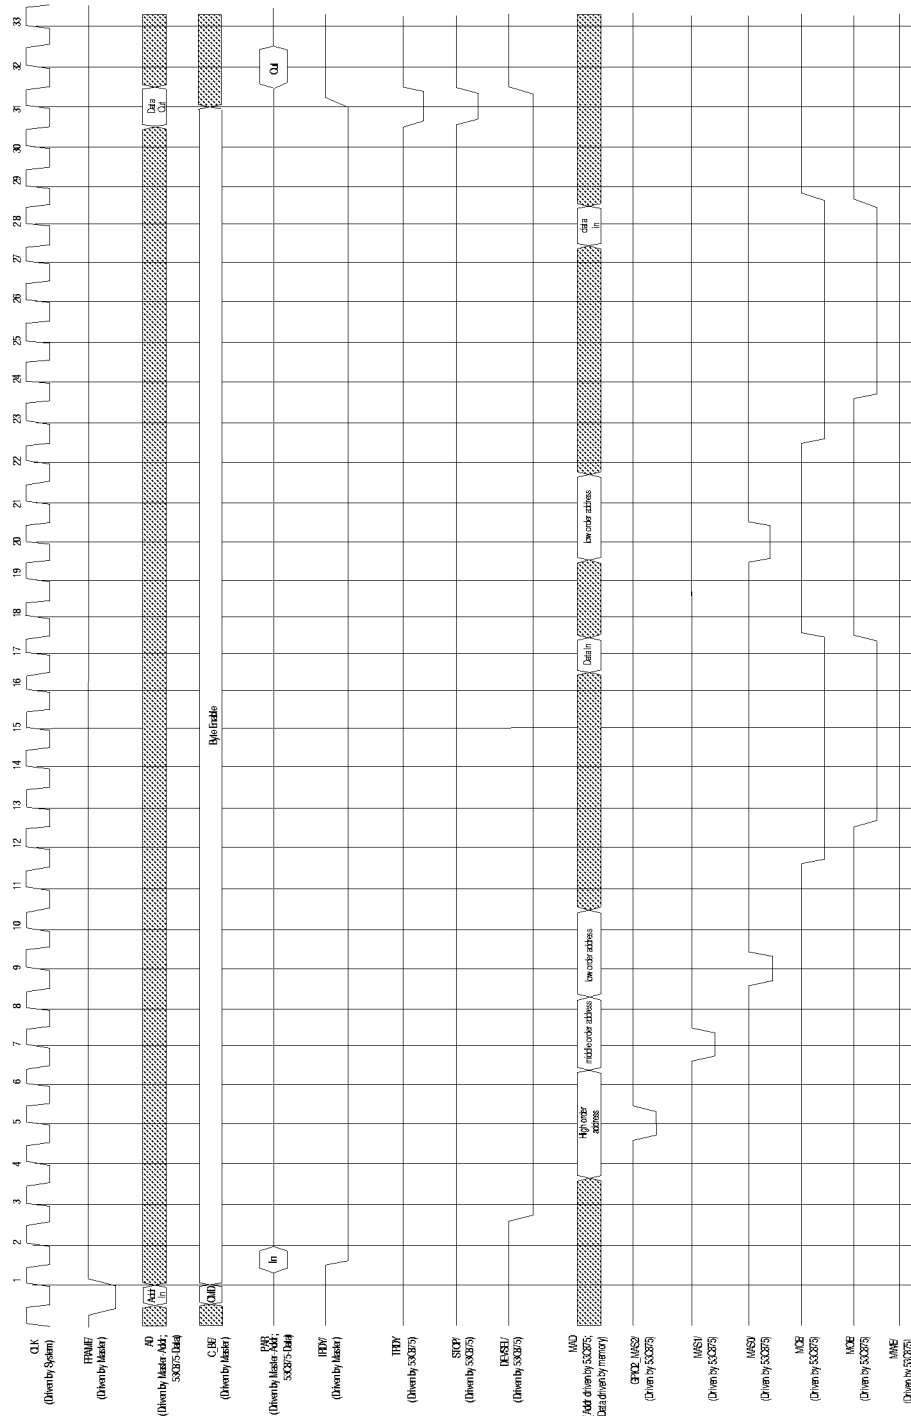 1
2
3
4
5
6
7
8
9
10
11
12
13
14
15
16
17
18
19
20
21
22
23
24
25
26
27
28
29
30
31
32
33
CLK
(Driven by System)
FRAME/
(Driven by Master)
Addr
In
Data
Out
AD
(Driven by Master-Addr;
53C875-Data)
CMD
Byte Enable
C_BE/
(Driven by Master)
In
Out
PAR
(Driven by Master-Addr;
53C875-Data)
IRDY/
(Driven by Master)
TRDY/
(Driven by 53C875)
STOP/
(Driven by 53C875)
DEVSEL/
(Driven by 53C875)
High order
address
middle order address
low order address
Data In
low order address
data
in
MAD
Addr driven by 53C875;
Data driven by memory)
GPIO2_MAS2/
(Driven by 53C875)
MAS1/
(Driven by 53C875)
MAS0/
(Driven by 53C875)
MCE/
(Driven by 53C875)
MOE/
(Driven by 53C875)
MWE/
(Driven by 53C875)